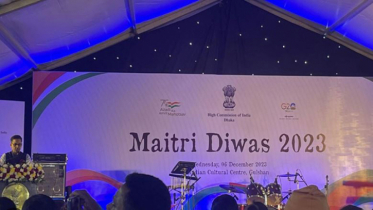 High Commission of India
Dhaka
Maitri Diwas 2023
Wednesday, 06 December 2023
Indian Cultural Centre, Gulshan